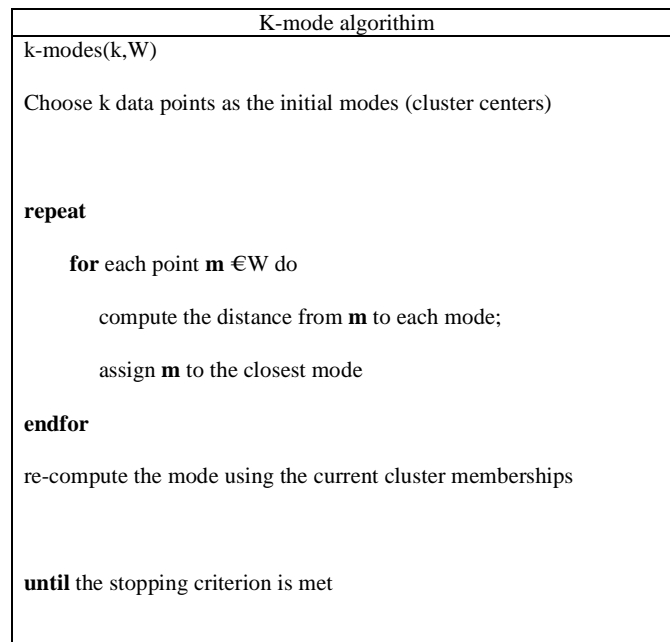 K-mode algorithim
k-modes(k,W)
Choose k data points as the initial modes (cluster centers)
repeat
for each point m €W do
compute the distance from m to each mode;
assign m to the closest mode
endfor
re-compute the mode using the current cluster memberships
until the stopping criterion is met